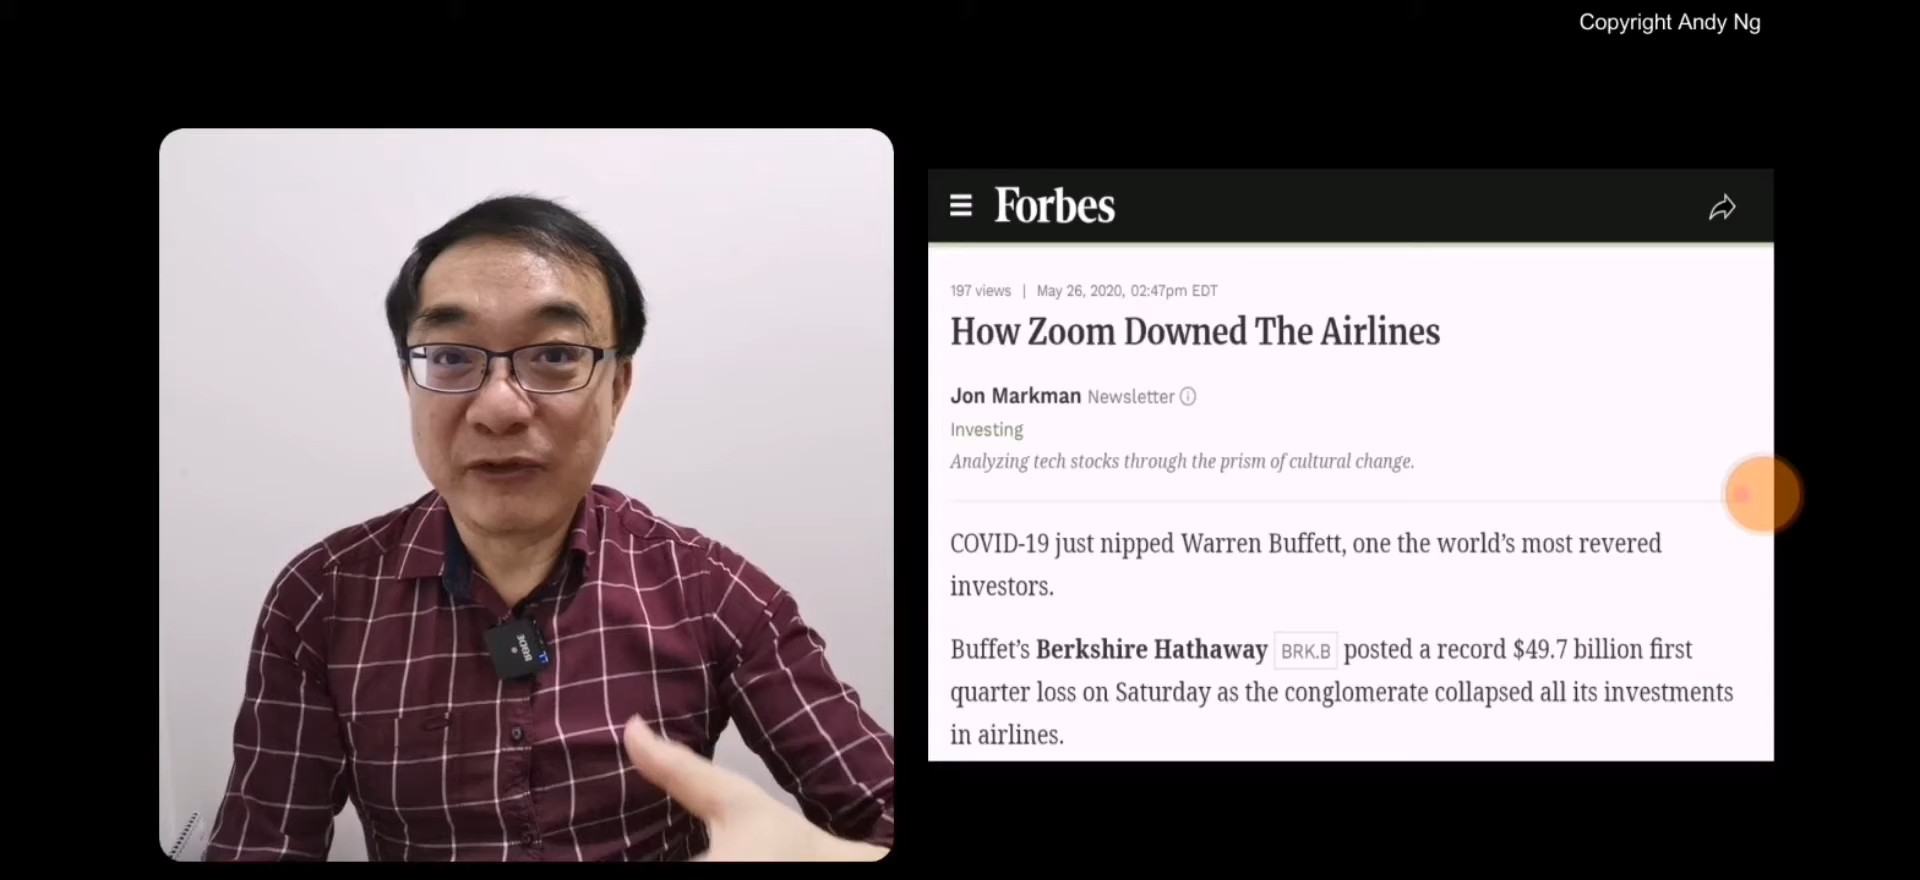 Copyright Andy Ng
Forbes
197 views | May 26, 2020, 02:47pm EDT
How Zoom Downed The Airlines
Jon Markman Newsletter
Investing
Analyzing tech stocks through the prism of cultural change.
COVID-19 just nipped Warren Buffett, one the world’s most revered
investors.
Buffet’s Berkshire Hathaway BRK.B posted a record $49.7 billion first
quarter loss on Saturday as the conglomerate collapsed all its investments
in airlines.
RODE